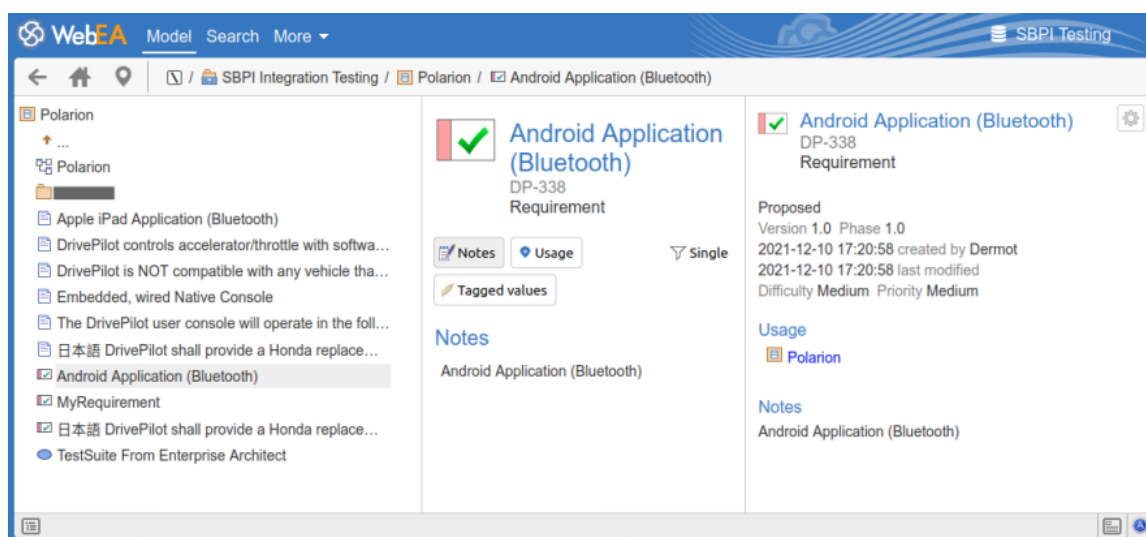 WebEA Model Search More SBPI Testing
/ SBPI Integration Testing / Polarion / Android Application (Bluetooth)
Polarion
...
Polarion
Apple iPad Application (Bluetooth)
DrivePilot controls accelerator/throttle with softwa...
DrivePilot is NOT compatible with any vehicle tha...
Embedded, wired Native Console
The DrivePilot user console will operate in the foll...
日本語 DrivePilot shall provide a Honda replace...
Android Application (Bluetooth)
MyRequirement
日本語 DrivePilot shall provide a Honda replace...
TestSuite From Enterprise Architect
Android Application
(Bluetooth)
DP-338
Requirement
Notes Usage Single
Tagged values
Notes
Android Application (Bluetooth)
Android Application (Bluetooth)
DP-338
Requirement
Proposed
Version 1.0 Phase 1.0
2021-12-10 17:20:58 created by Dermot
2021-12-10 17:20:58 last modified
Difficulty Medium Priority Medium
Usage
Polarion
Notes
Android Application (Bluetooth)